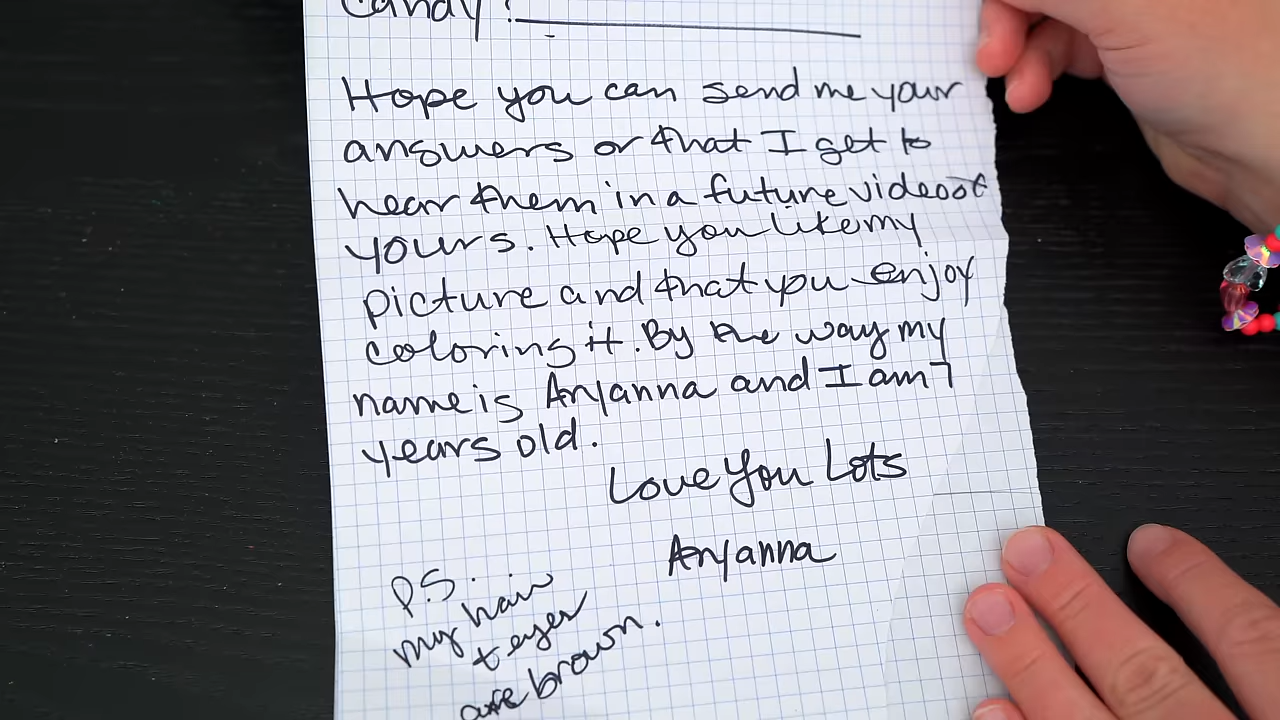 Candy?
Hope you can send me your
answers or that I get to
hear them in a future video of
yours. Hope you like my
picture and that you enjoy
coloring it. By the way my
name is Anyanna and I am 7
years old.
Love You Lots
Anyanna
P.S.
my hair
+ eyes
are brown.